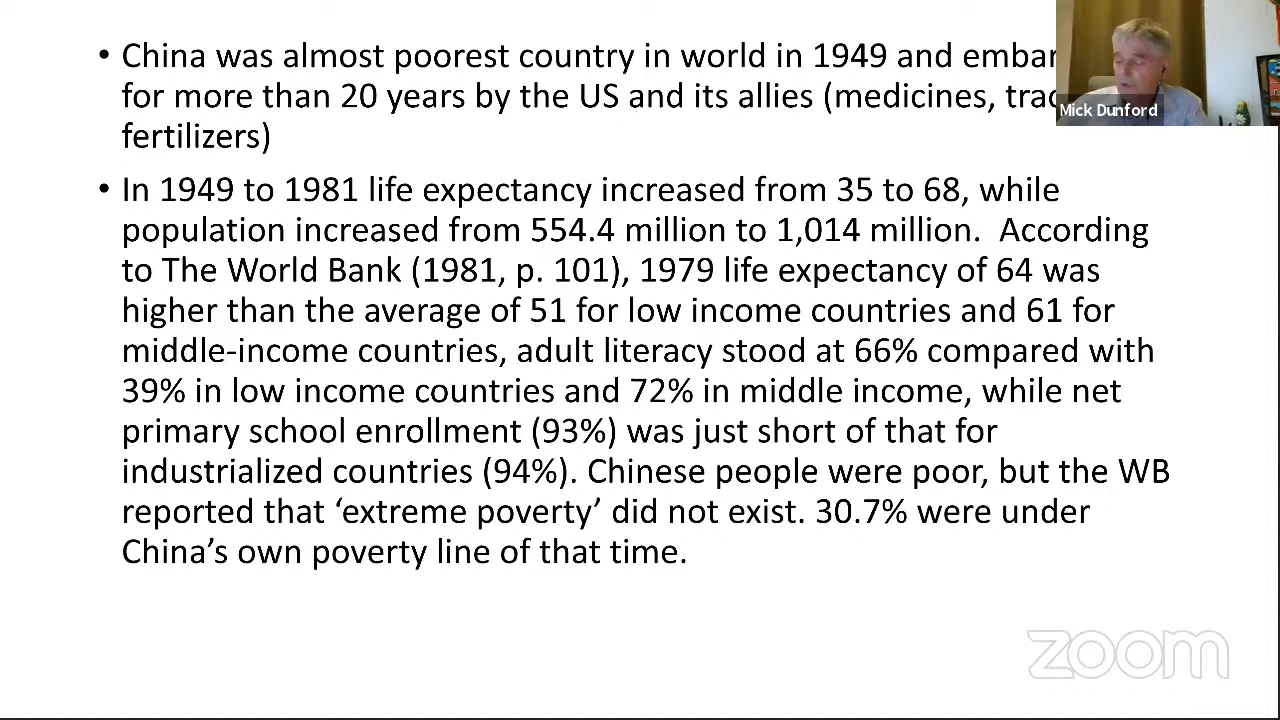 • China was almost poorest country in world in 1949 and
for more than 20 years by the US and its allies (medicines,
fertilizers)
• In 1949 to 1981 life expectancy increased from 35 to 68, while
population increased from 554.4 million to 1,014 million.  According
to The World Bank (1981, p. 101), 1979 life expectancy of 64 was
higher than the average of 51 for low income countries and 61 for
middle-income countries, adult literacy stood at 66% compared with
39% in low income countries and 72% in middle income, while net
primary school enrollment (93%) was just short of that for
industrialized countries (94%). Chinese people were poor, but the WB
reported that ‘extreme poverty’ did not exist. 30.7% were under
China’s own poverty line of that time.
Mick Dunford
zoom